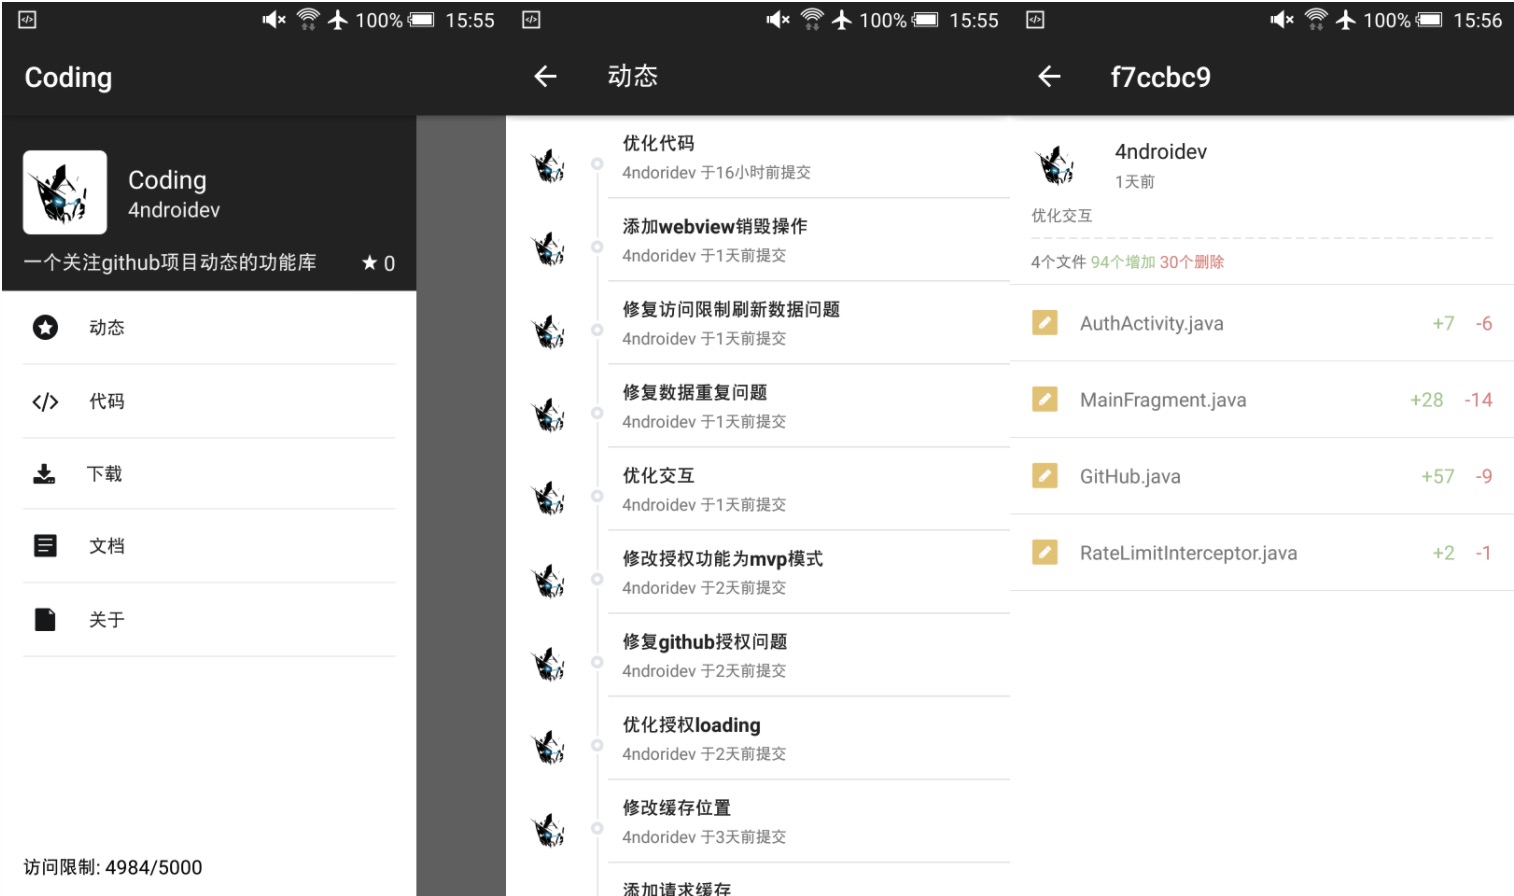 100% 15:55
Coding
Coding
4ndroidev
一个关注github项目动态的功能库 ★ 0
动态
代码
下载
文档
关于
访问限制: 4984/5000
100% 15:55
动态
优化代码
4ndoridev 于16小时前提交
添加webview销毁操作
4ndroidev 于1天前提交
修复访问限制刷新数据问题
4ndroidev 于1天前提交
修复数据重复问题
4ndroidev 于1天前提交
优化交互
4ndroidev 于1天前提交
修改授权功能为mvp模式
4ndoridev 于2天前提交
修复github授权问题
4ndroidev 于2天前提交
优化授权loading
4ndoridev 于2天前提交
修改缓存位置
4ndoridev 于3天前提交
添加请求缓存
100% 15:56
f7ccbc9
4ndroidev
1天前
优化交互
4个文件 94个增加 30个删除
AuthActivity.java +7 -6
MainFragment.java +28 -14
GitHub.java +57 -9
RateLimitInterceptor.java +2 -1